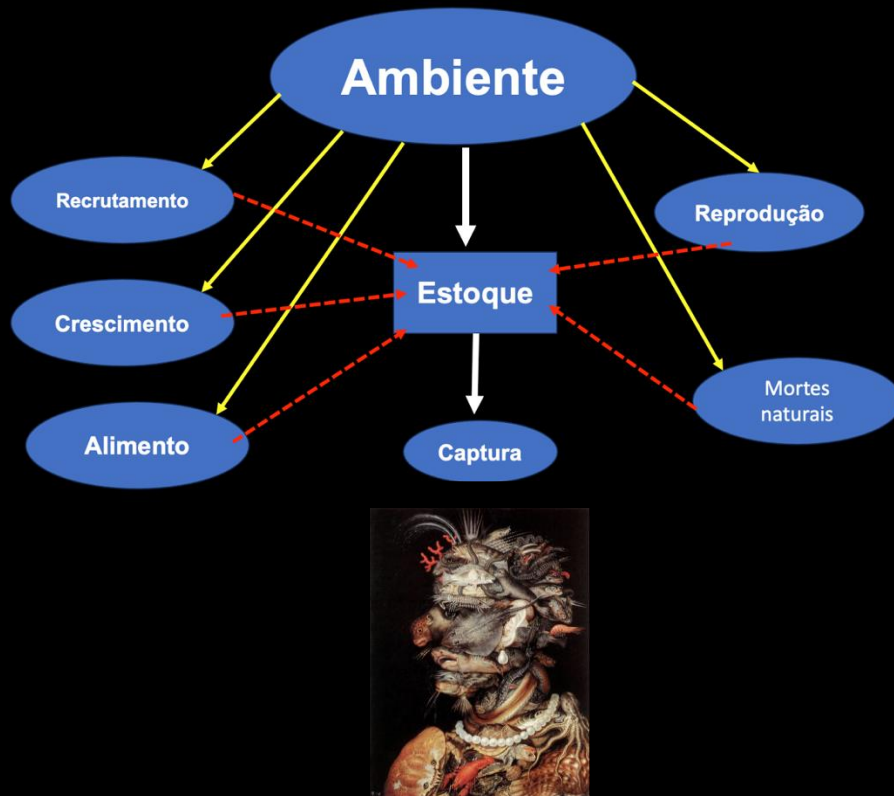 Ambiente
Recrutamento
Reprodução
Estoque
Crescimento
Mortes
naturais
Alimento
Captura